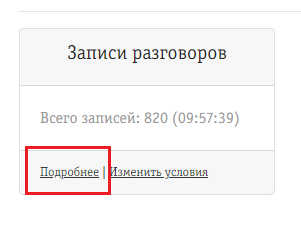 Записи разговоров
Всего записей: 820 (09:57:39)
Подробнее | Изменить условия